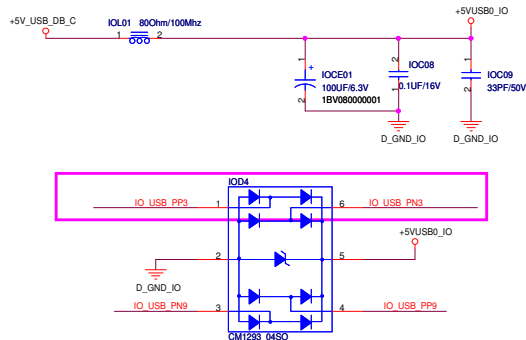 +5V_USB_DB_C
IOL01 80Ohm/100Mhz
1 2
+5VUSB0_IO
1
+
IOCE01
100UF/6.3V
1BV080000001
2
2
IOC08
0.1UF/16V
1
1
IOC09
33PF/50V
2
D_GND_IO
D_GND_IO
IOD4
IO_USB_PP3 1
6 IO_USB_PN3
+5VUSB0_IO
2
5
D_GND_IO
IO_USB_PN9 3
4 IO_USB_PP9
CM1293_04SO